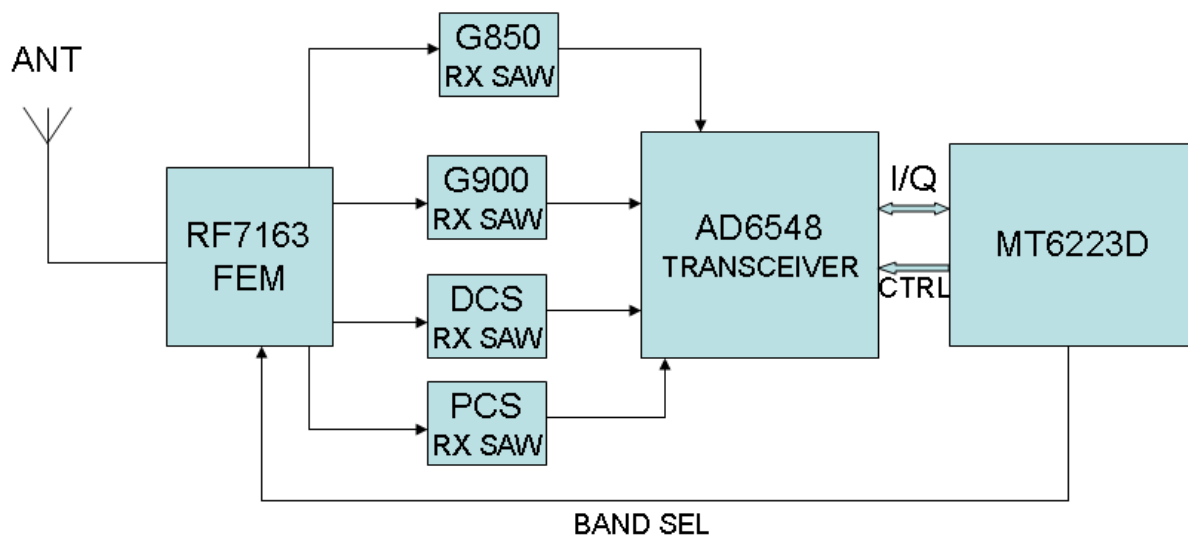 ANT
G850
RX SAW
G900
RX SAW
RF7163
FEM
DCS
RX SAW
PCS
RX SAW
AD6548
TRANSCEIVER
I/Q
CTRL
MT6223D
BAND SEL